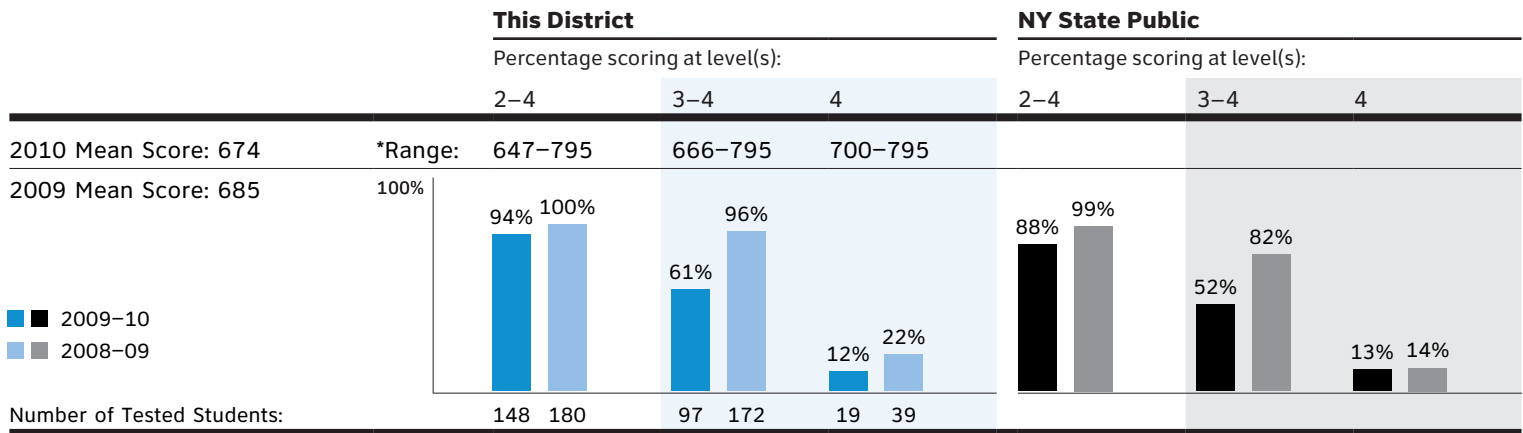 This District NY State Public
Percentage scoring at level(s): Percentage scoring at level(s):
2–4 3–4 4 2–4 3–4 4
2010 Mean Score: 674 *Range: 647–795 666–795 700–795
2009 Mean Score: 685 100%
94% 100% 61% 96% 12% 22% 88% 99% 52% 82% 13% 14%
2009–10
2008–09
Number of Tested Students: 148 180 97 172 19 39